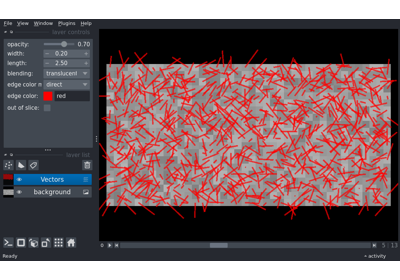 File View Window Plugins Help
layer controls
opacity: 0.70
width: 0.20
length: 2.50
blending: translucent
edge color m direct
edge color: red
out of slice:
layer list
Vectors
background
0 5 13
Ready activity